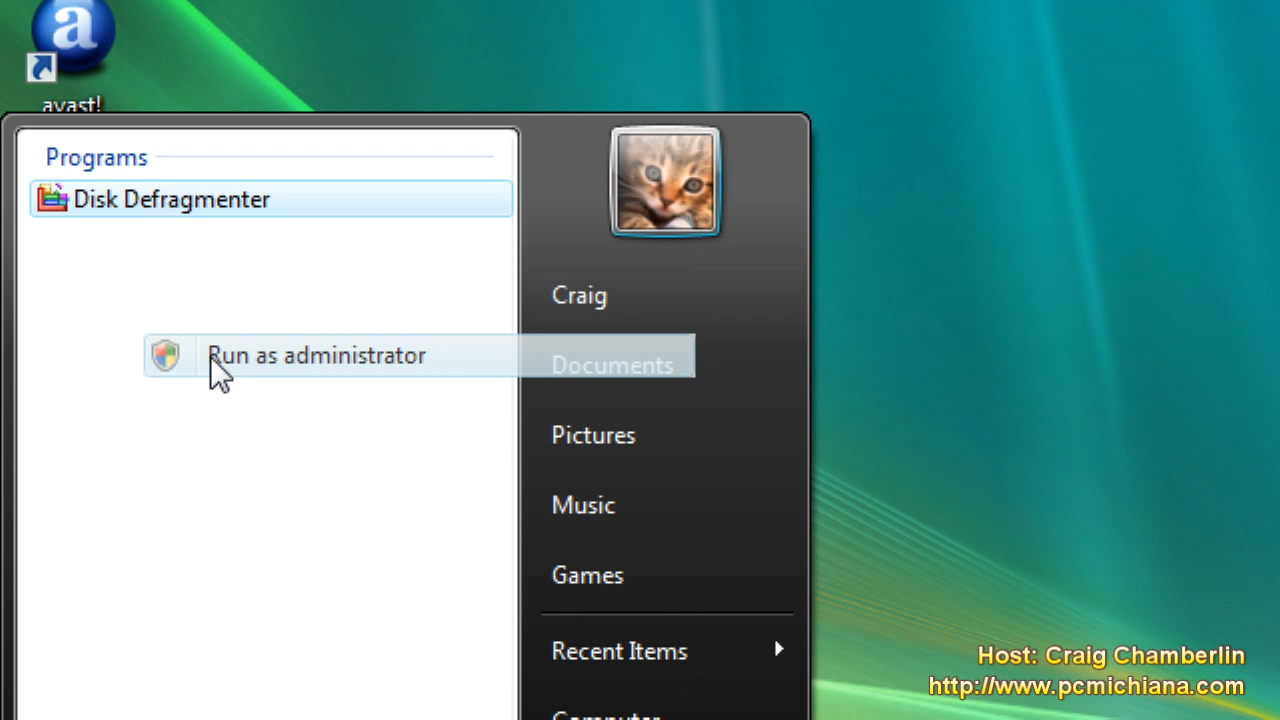 a
avast!
Programs
Disk Defragmenter
Craig
Run as administrator
Documents
Pictures
Music
Games
Recent Items
Computer
Host: Craig Chamberlin
http://www.pcmichiana.com